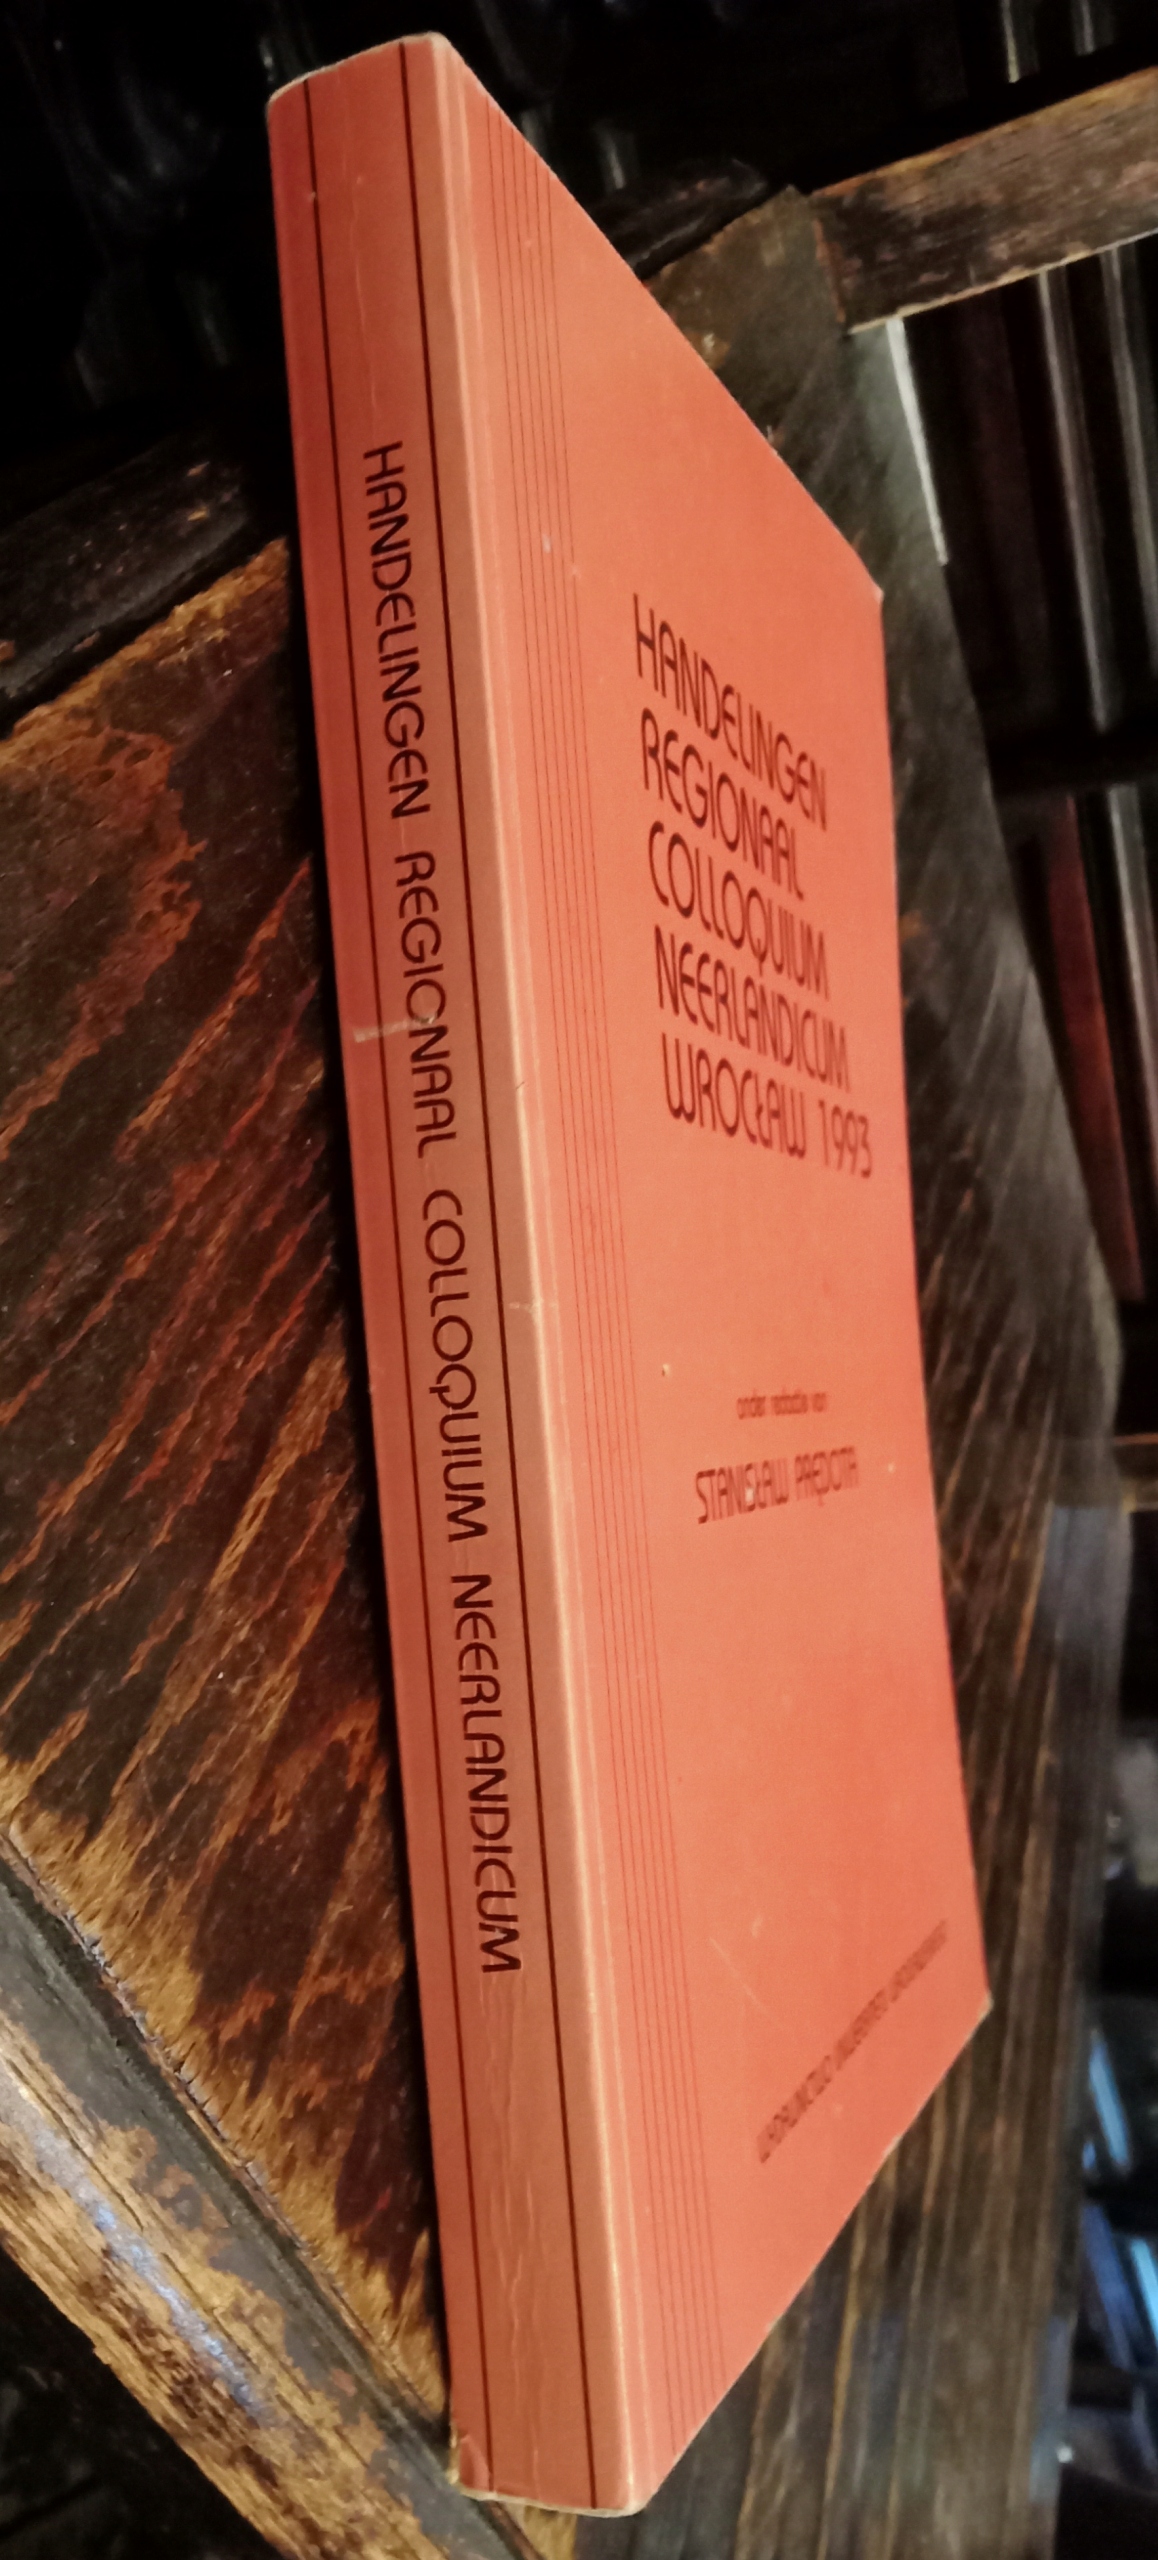 HANDELINGEN REGIONAAL COLLOQUIUM NEERLANDICUM
HANDELINGEN
REGIONAAL
COLLOQUIUM
NEERLANDICUM
WROCŁAW 1993
onder redactie van
STANISŁAW PRĘDOTA